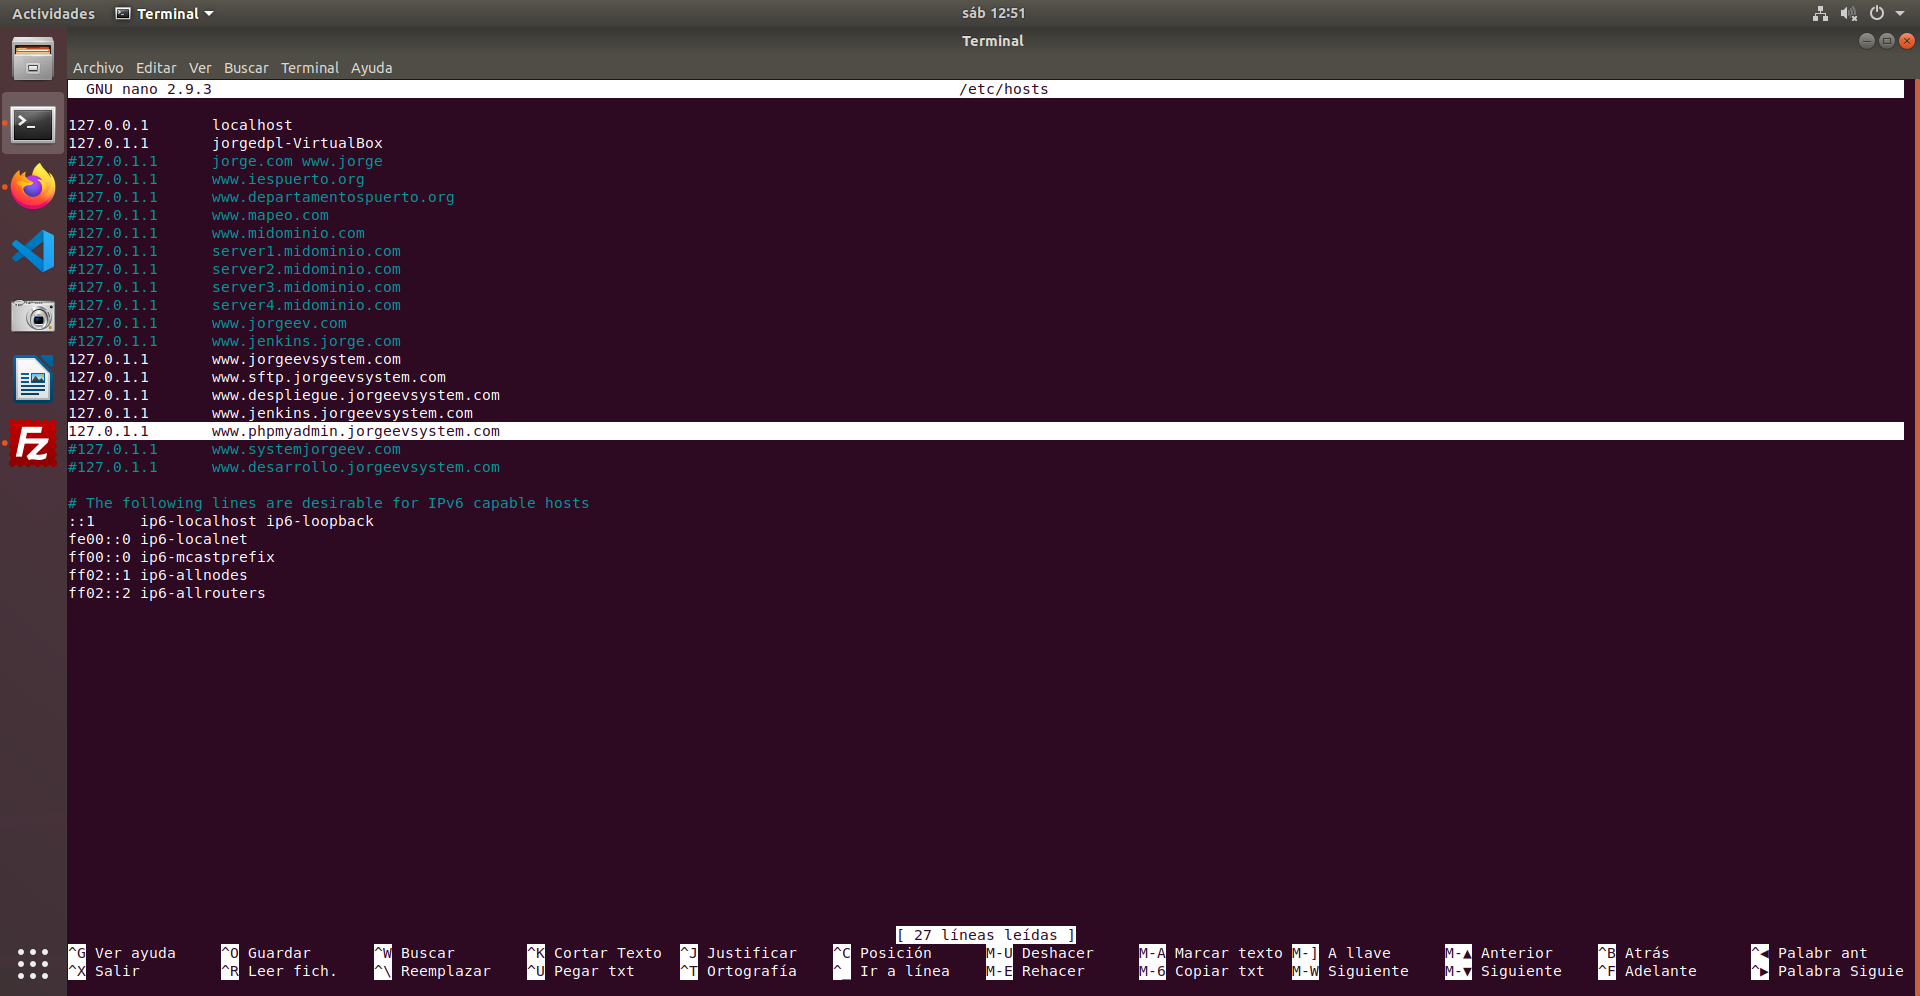 Actividades Terminal sáb 12:51
Terminal
Archivo Editar Ver Buscar Terminal Ayuda
GNU nano 2.9.3 /etc/hosts
127.0.0.1 localhost
127.0.1.1 jorgedpl-VirtualBox
#127.0.1.1 jorge.com www.jorge
#127.0.1.1 www.iespuerto.org
#127.0.1.1 www.departamentospuerto.org
#127.0.1.1 www.mapeo.com
#127.0.1.1 www.midominio.com
#127.0.1.1 server1.midominio.com
#127.0.1.1 server2.midominio.com
#127.0.1.1 server3.midominio.com
#127.0.1.1 server4.midominio.com
#127.0.1.1 www.jorgeev.com
#127.0.1.1 www.jenkins.jorge.com
127.0.1.1 www.jorgeevsystem.com
127.0.1.1 www.sftp.jorgeevsystem.com
127.0.1.1 www.despliegue.jorgeevsystem.com
127.0.1.1 www.jenkins.jorgeevsystem.com
127.0.1.1 www.phpmyadmin.jorgeevsystem.com
#127.0.1.1 www.systemjorgeev.com
#127.0.1.1 www.desarrollo.jorgeevsystem.com
# The following lines are desirable for IPv6 capable hosts
::1 ip6-localhost ip6-loopback
fe00::0 ip6-localnet
ff00::0 ip6-mcastprefix
ff02::1 ip6-allnodes
ff02::2 ip6-allrouters
[ 27 líneas leídas ]
^G Ver ayuda ^O Guardar ^W Buscar ^K Cortar Texto ^J Justificar ^C Posición M-U Deshacer M-A Marcar texto M-] A llave M-▲ Anterior ^B Atrás ^◀ Palabr ant
^X Salir ^R Leer fich. ^\ Reemplazar ^U Pegar txt ^T Ortografía ^_ Ir a línea M-E Rehacer M-6 Copiar txt M-W Siguiente M-▼ Siguiente ^F Adelante ^▶ Palabra Siguie
Fz